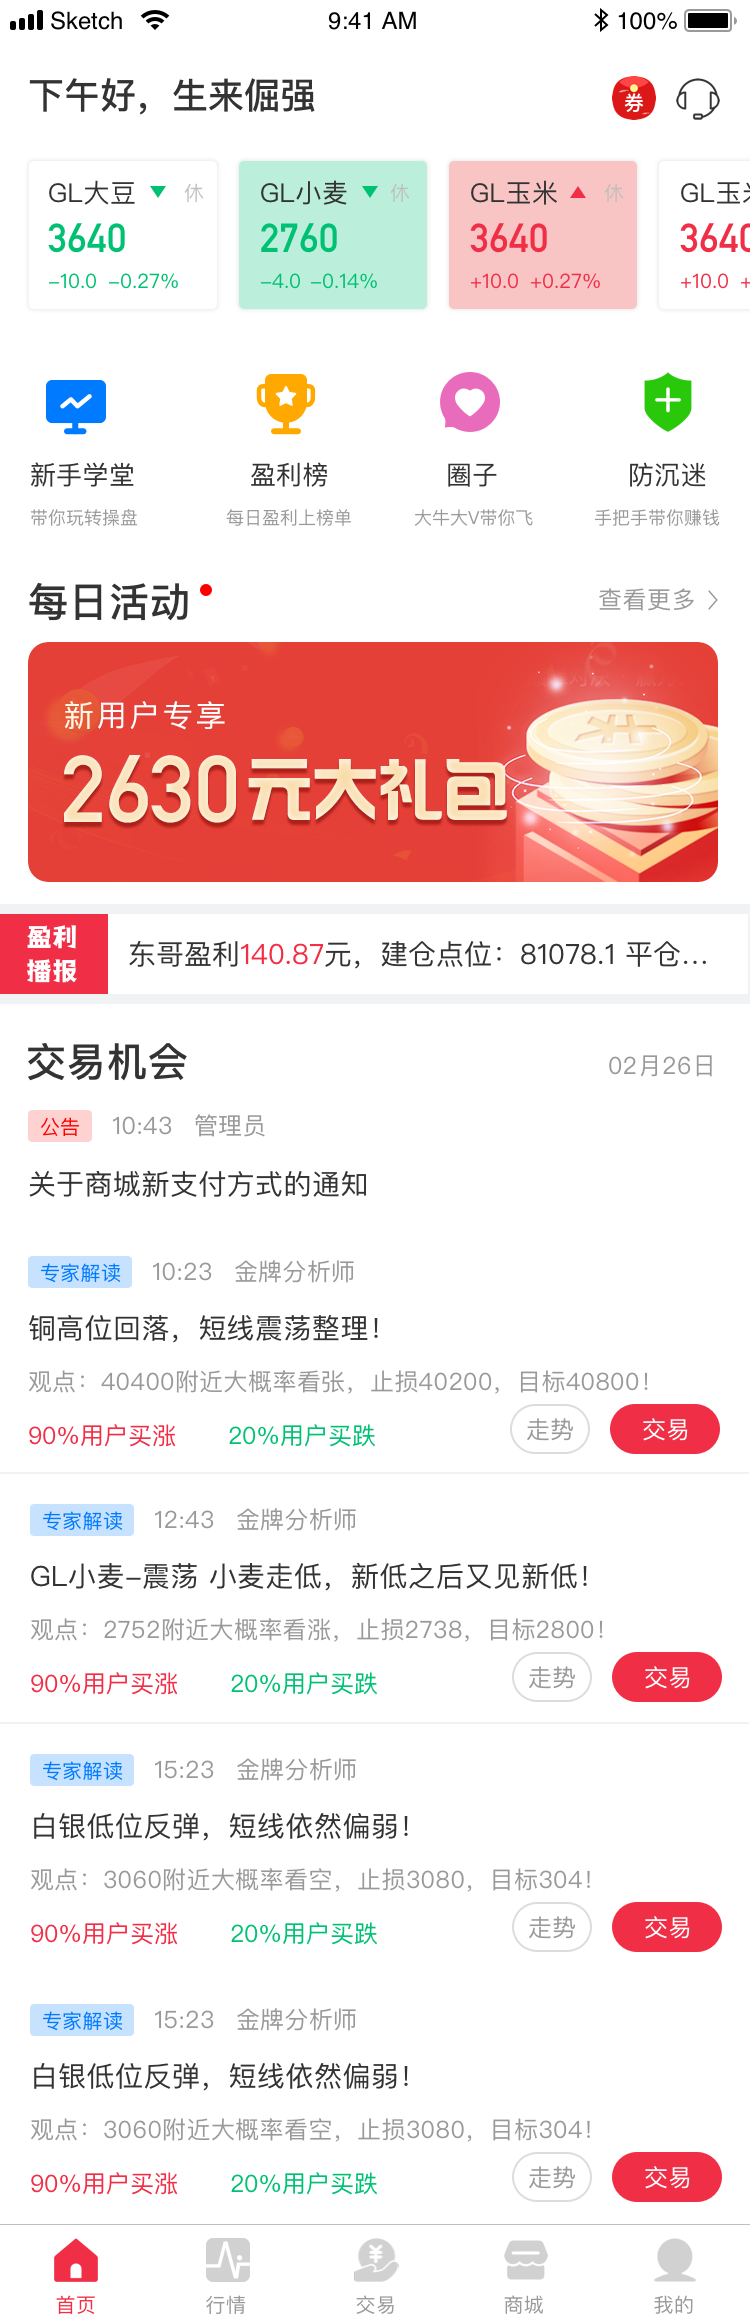 Sketch 9:41 AM 100%
下午好，生来倔强 券
GL大豆 休
3640
-10.0 -0.27%
GL小麦 休
2760
-4.0 -0.14%
GL玉米 休
3640
+10.0 +0.27%
GL玉
3640
+10.0 +
新手学堂 盈利榜 圈子 防沉迷
带你玩转操盘 每日盈利上榜单 大牛大V带你飞 手把手带你赚钱
每日活动 查看更多
新用户专享
2630元大礼包
盈利
播报
东哥盈利140.87元，建仓点位：81078.1 平仓...
交易机会 02月26日
公告 10:43 管理员
关于商城新支付方式的通知
专家解读 10:23 金牌分析师
铜高位回落，短线震荡整理！
观点：40400附近大概率看张，止损40200，目标40800！
90%用户买涨 20%用户买跌 走势 交易
专家解读 12:43 金牌分析师
GL小麦-震荡 小麦走低，新低之后又见新低！
观点：2752附近大概率看涨，止损2738，目标2800！
90%用户买涨 20%用户买跌 走势 交易
专家解读 15:23 金牌分析师
白银低位反弹，短线依然偏弱！
观点：3060附近大概率看空，止损3080，目标304！
90%用户买涨 20%用户买跌 走势 交易
专家解读 15:23 金牌分析师
白银低位反弹，短线依然偏弱！
观点：3060附近大概率看空，止损3080，目标304！
90%用户买涨 20%用户买跌 走势 交易
首页 行情 交易 商城 我的